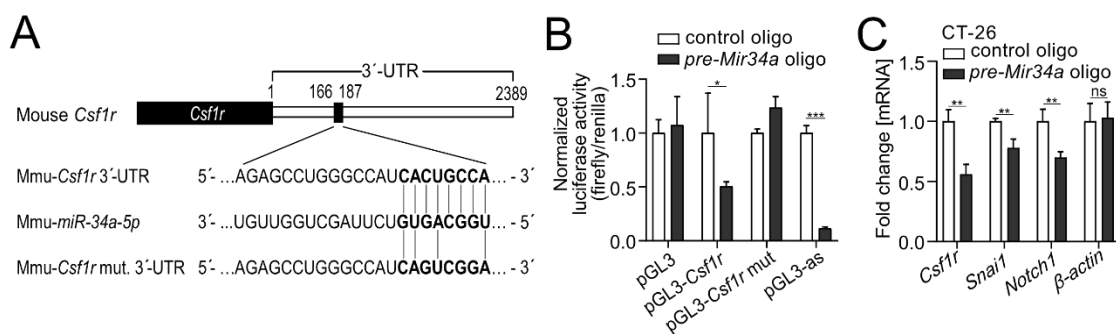 A
3´-UTR
1
166
187
2389
Mouse Csf1r
Csf1r
Mmu-Csf1r 3´-UTR 5´- ...AGAGCCUGGGCCAUCACUGCCA... - 3´
Mmu-miR-34a-5p 3´- ...UGUUGGUCGAUUCUGUGACGGU ... - 5´
Mmu-Csf1r mut. 3´-UTR 5´- ...AGAGCCUGGGCCAUCAGUCGGA... - 3´
B
control oligo
pre-Mir34a oligo
Normalized
luciferase activity
(firefly/renilla)
1.5
1.0
0.5
0.0
*
***
pGL3
pGL3-Csf1r
pGL3-Csf1r mut
pGL3-as
C
CT-26
control oligo
pre-Mir34a oligo
Fold change [mRNA]
1.5
1.0
0.5
0.0
**
**
**
ns
Csf1r
Snai1
Notch1
β-actin